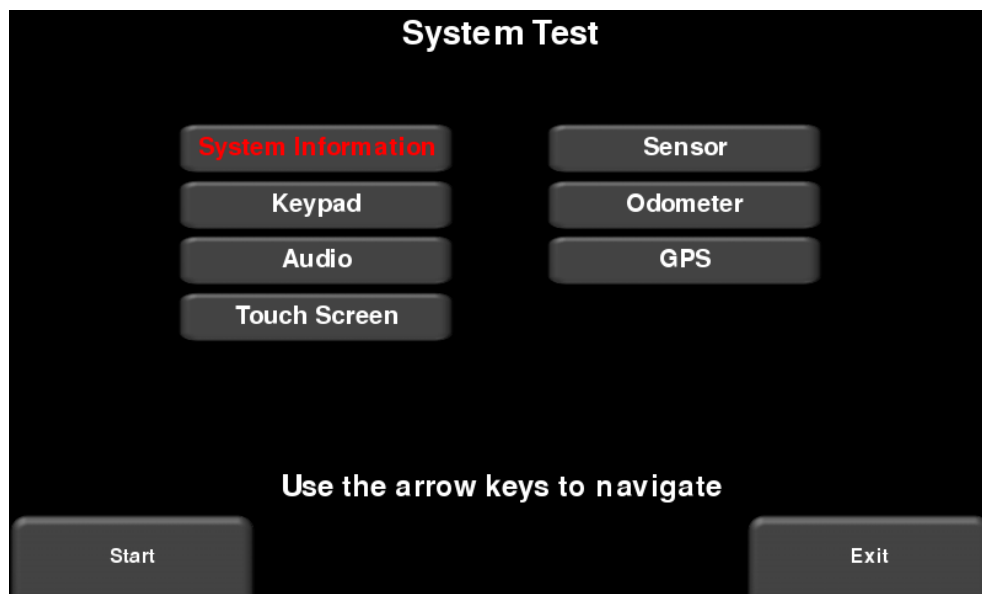 System Test
System Information
Sensor
Keypad
Odometer
Audio
GPS
Touch Screen
Use the arrow keys to navigate
Start
Exit